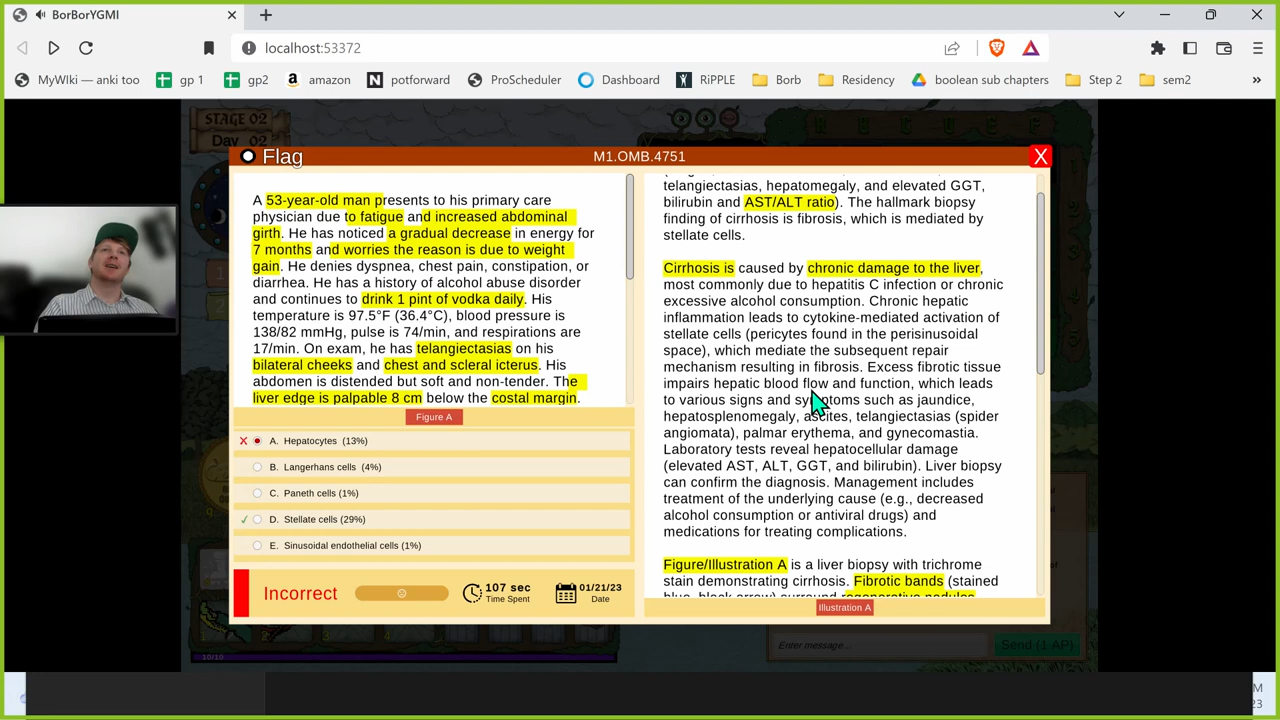 BorBorYGMI
localhost:53372
MyWIki — anki too
gp 1
gp2
amazon
potforward
ProScheduler
Dashboard
RiPPLE
Borb
Residency
boolean sub chapters
Step 2
sem2
»
STAGE 02
Day 02
Flag
M1.OMB.4751
X
A 53-year-old man presents to his primary care
physician due to fatigue and increased abdominal
girth. He has noticed a gradual decrease in energy for
7 months and worries the reason is due to weight
gain. He denies dyspnea, chest pain, constipation, or
diarrhea. He has a history of alcohol abuse disorder
and continues to drink 1 pint of vodka daily. His
temperature is 97.5°F (36.4°C), blood pressure is
138/82 mmHg, pulse is 74/min, and respirations are
17/min. On exam, he has telangiectasias on his
bilateral cheeks and chest and scleral icterus. His
abdomen is distended but soft and non-tender. The
liver edge is palpable 8 cm below the costal margin.
Figure A
A. Hepatocytes (13%)
B. Langerhans cells (4%)
C. Paneth cells (1%)
D. Stellate cells (29%)
E. Sinusoidal endothelial cells (1%)
Incorrect
107 sec
Time Spent
01/21/23
Date
telangiectasias, hepatomegaly, and elevated GGT,
bilirubin and AST/ALT ratio). The hallmark biopsy
finding of cirrhosis is fibrosis, which is mediated by
stellate cells.
Cirrhosis is caused by chronic damage to the liver,
most commonly due to hepatitis C infection or chronic
excessive alcohol consumption. Chronic hepatic
inflammation leads to cytokine-mediated activation of
stellate cells (pericytes found in the perisinusoidal
space), which mediate the subsequent repair
mechanism resulting in fibrosis. Excess fibrotic tissue
impairs hepatic blood flow and function, which leads
to various signs and symptoms such as jaundice,
hepatosplenomegaly, ascites, telangiectasias (spider
angiomata), palmar erythema, and gynecomastia.
Laboratory tests reveal hepatocellular damage
(elevated AST, ALT, GGT, and bilirubin). Liver biopsy
can confirm the diagnosis. Management includes
treatment of the underlying cause (e.g., decreased
alcohol consumption or antiviral drugs) and
medications for treating complications.
Figure/Illustration A is a liver biopsy with trichrome
stain demonstrating cirrhosis. Fibrotic bands (stained
blue, black arrow) surround regenerative nodules
Illustration A
10/10
Enter message...
Send (1 AP)
M
23